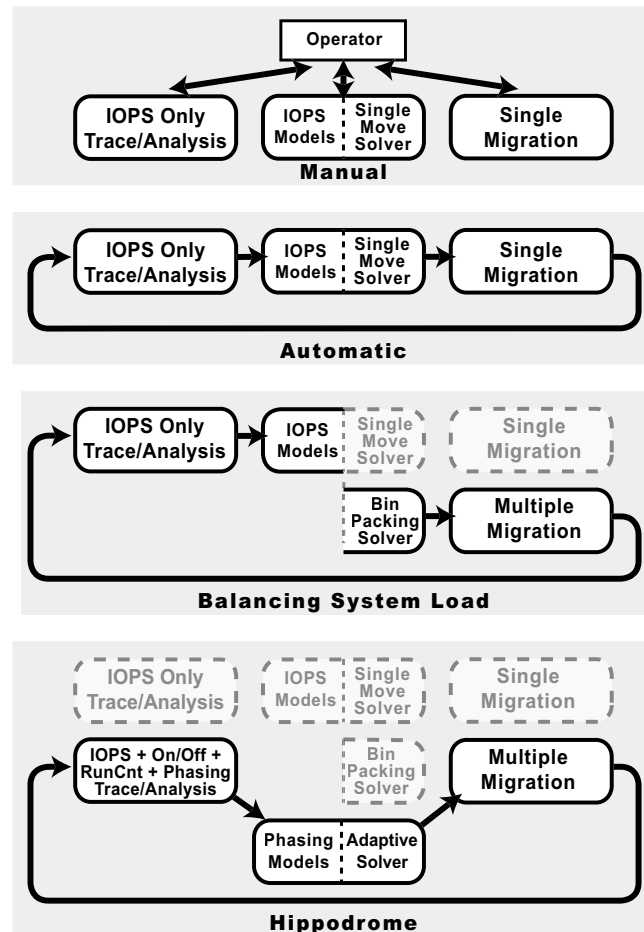 Operator
IOPS Only
Trace/Analysis
IOPS
Models
Single
Move
Solver
Single
Migration
Manual
IOPS Only
Trace/Analysis
IOPS
Models
Single
Move
Solver
Single
Migration
Automatic
IOPS Only
Trace/Analysis
IOPS
Models
Single
Move
Solver
Single
Migration
Bin
Packing
Solver
Multiple
Migration
Balancing System Load
IOPS Only
Trace/Analysis
IOPS
Models
Single
Move
Solver
Single
Migration
IOPS + On/Off +
RunCnt + Phasing
Trace/Analysis
Bin
Packing
Solver
Multiple
Migration
Phasing
Models
Adaptive
Solver
Hippodrome